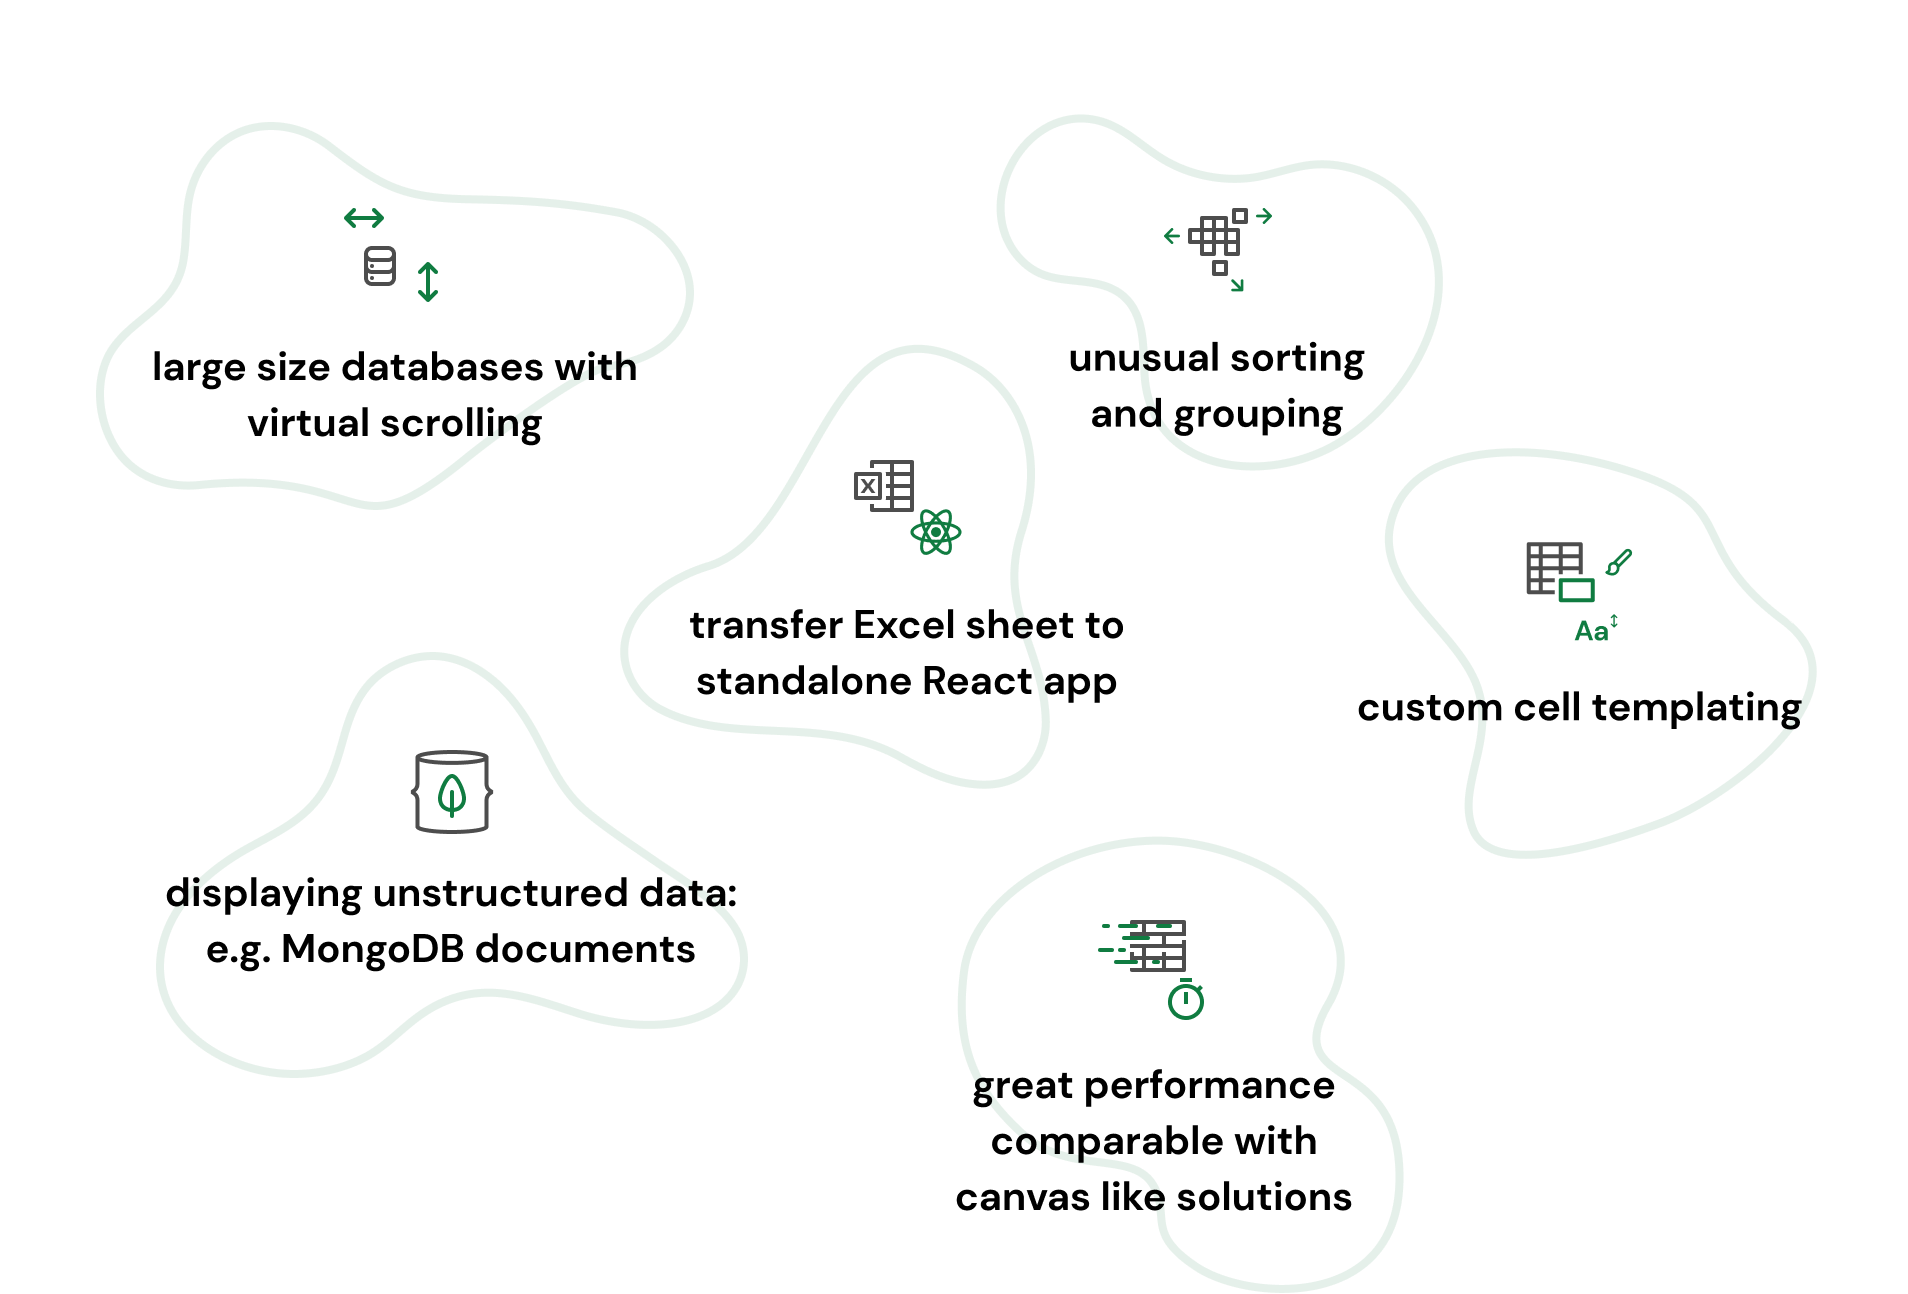 large size databases with
virtual scrolling
unusual sorting
and grouping
X
transfer Excel sheet to
standalone React app
Aa
custom cell templating
displaying unstructured data:
e.g. MongoDB documents
great performance
comparable with
canvas like solutions